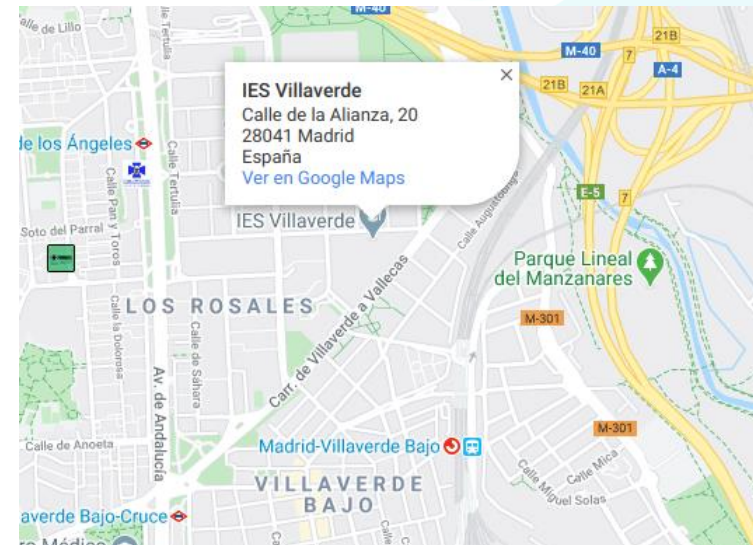 M-40
Calle de Lillo
Calle Tertulia
21B
M-40
7
A-4
21B
21A
IES Villaverde
Calle de la Alianza, 20
28041 Madrid
España
Ver en Google Maps
de los Ángeles
Calle Tertulia
Calle Pan y Toros
E-5
7
Soto del Parral
IES Villaverde
Calle Augustóbriga
Parque Lineal
del Manzanares
LOS ROSALES
M-301
Calle la Dolorosa
Calle de Sáhara
Carr. de Villaverde a Vallecas
Av. de Andalucía
M-301
Calle de Anoeta
Madrid-Villaverde Bajo
Calle Mica
VILLAVERDE
BAJO
Calle Miguel Solas
averde Bajo-Cruce
Médico